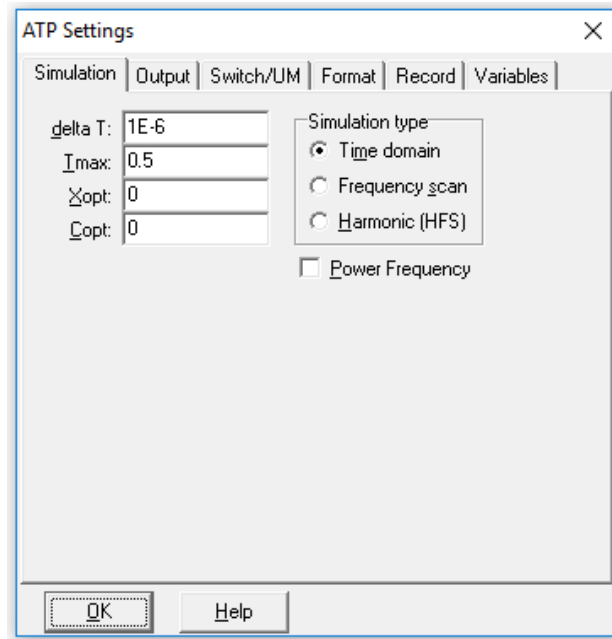 ATP Settings
Simulation Output Switch/UM Format Record Variables
delta T: 1E-6
Tmax: 0.5
Xopt: 0
Copt: 0
Simulation type
Time domain
Frequency scan
Harmonic (HFS)
Power Frequency
OK Help